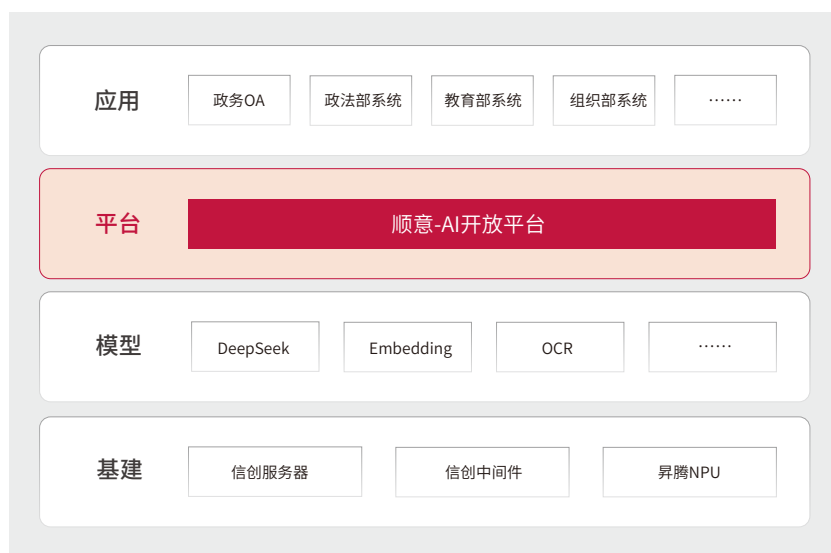 应用
政务OA
政法部系统
教育部系统
组织部系统
……
平台
顺意-AI开放平台
模型
DeepSeek
Embedding
OCR
……
基建
信创服务器
信创中间件
昇腾NPU